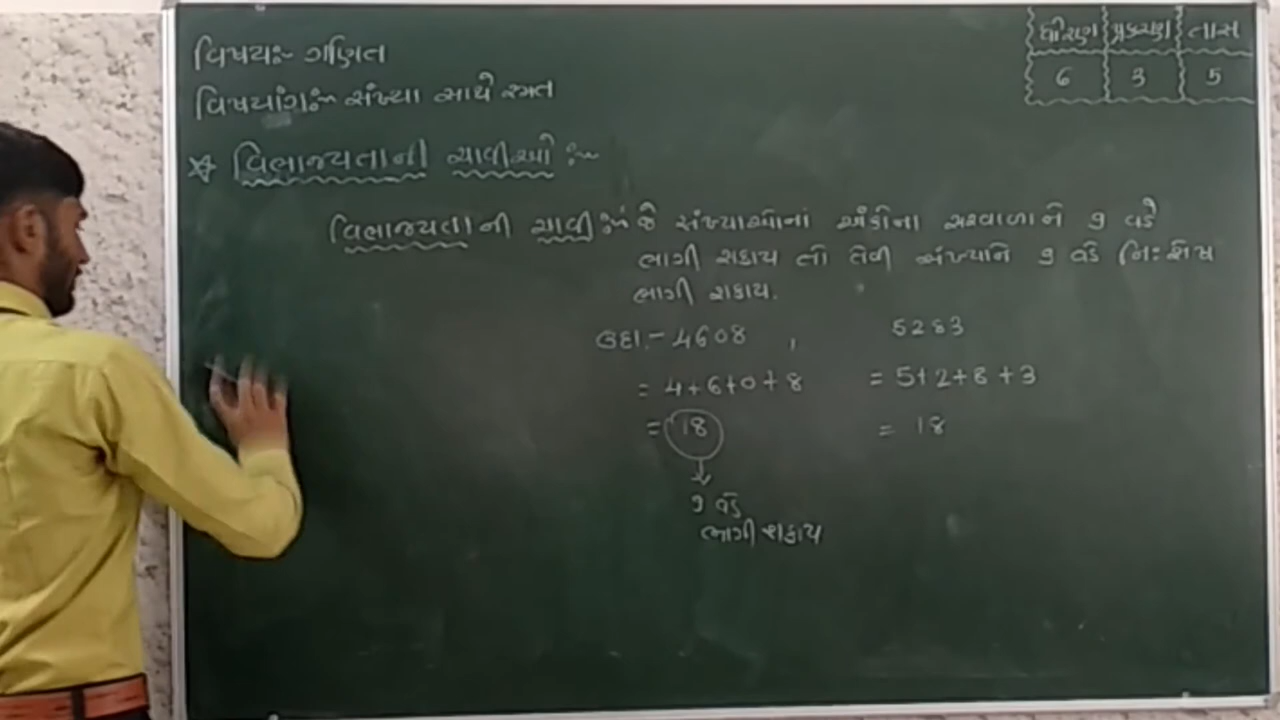 વિષયઃ- ગણિત
વિષયાંગઃ- સંખ્યા સાથે રમત
ધોરણ પ્રકરણ તાસ
6 3 5
* વિભાજ્યતાની ચાવીઓ :-
વિભાજ્યતાની ચાવીઃ- જે સંખ્યાઓનાં અંકોના સરવાળાને 9 વડે
ભાગી શકાય તો તેવી સંખ્યાને 9 વડે નિઃશેષ
ભાગી શકાય.
ઉદા.- 4608 , 5283
= 4+6+0+8 = 5+2+8+3
= 18 = 18
9 વડે
ભાગી શકાય